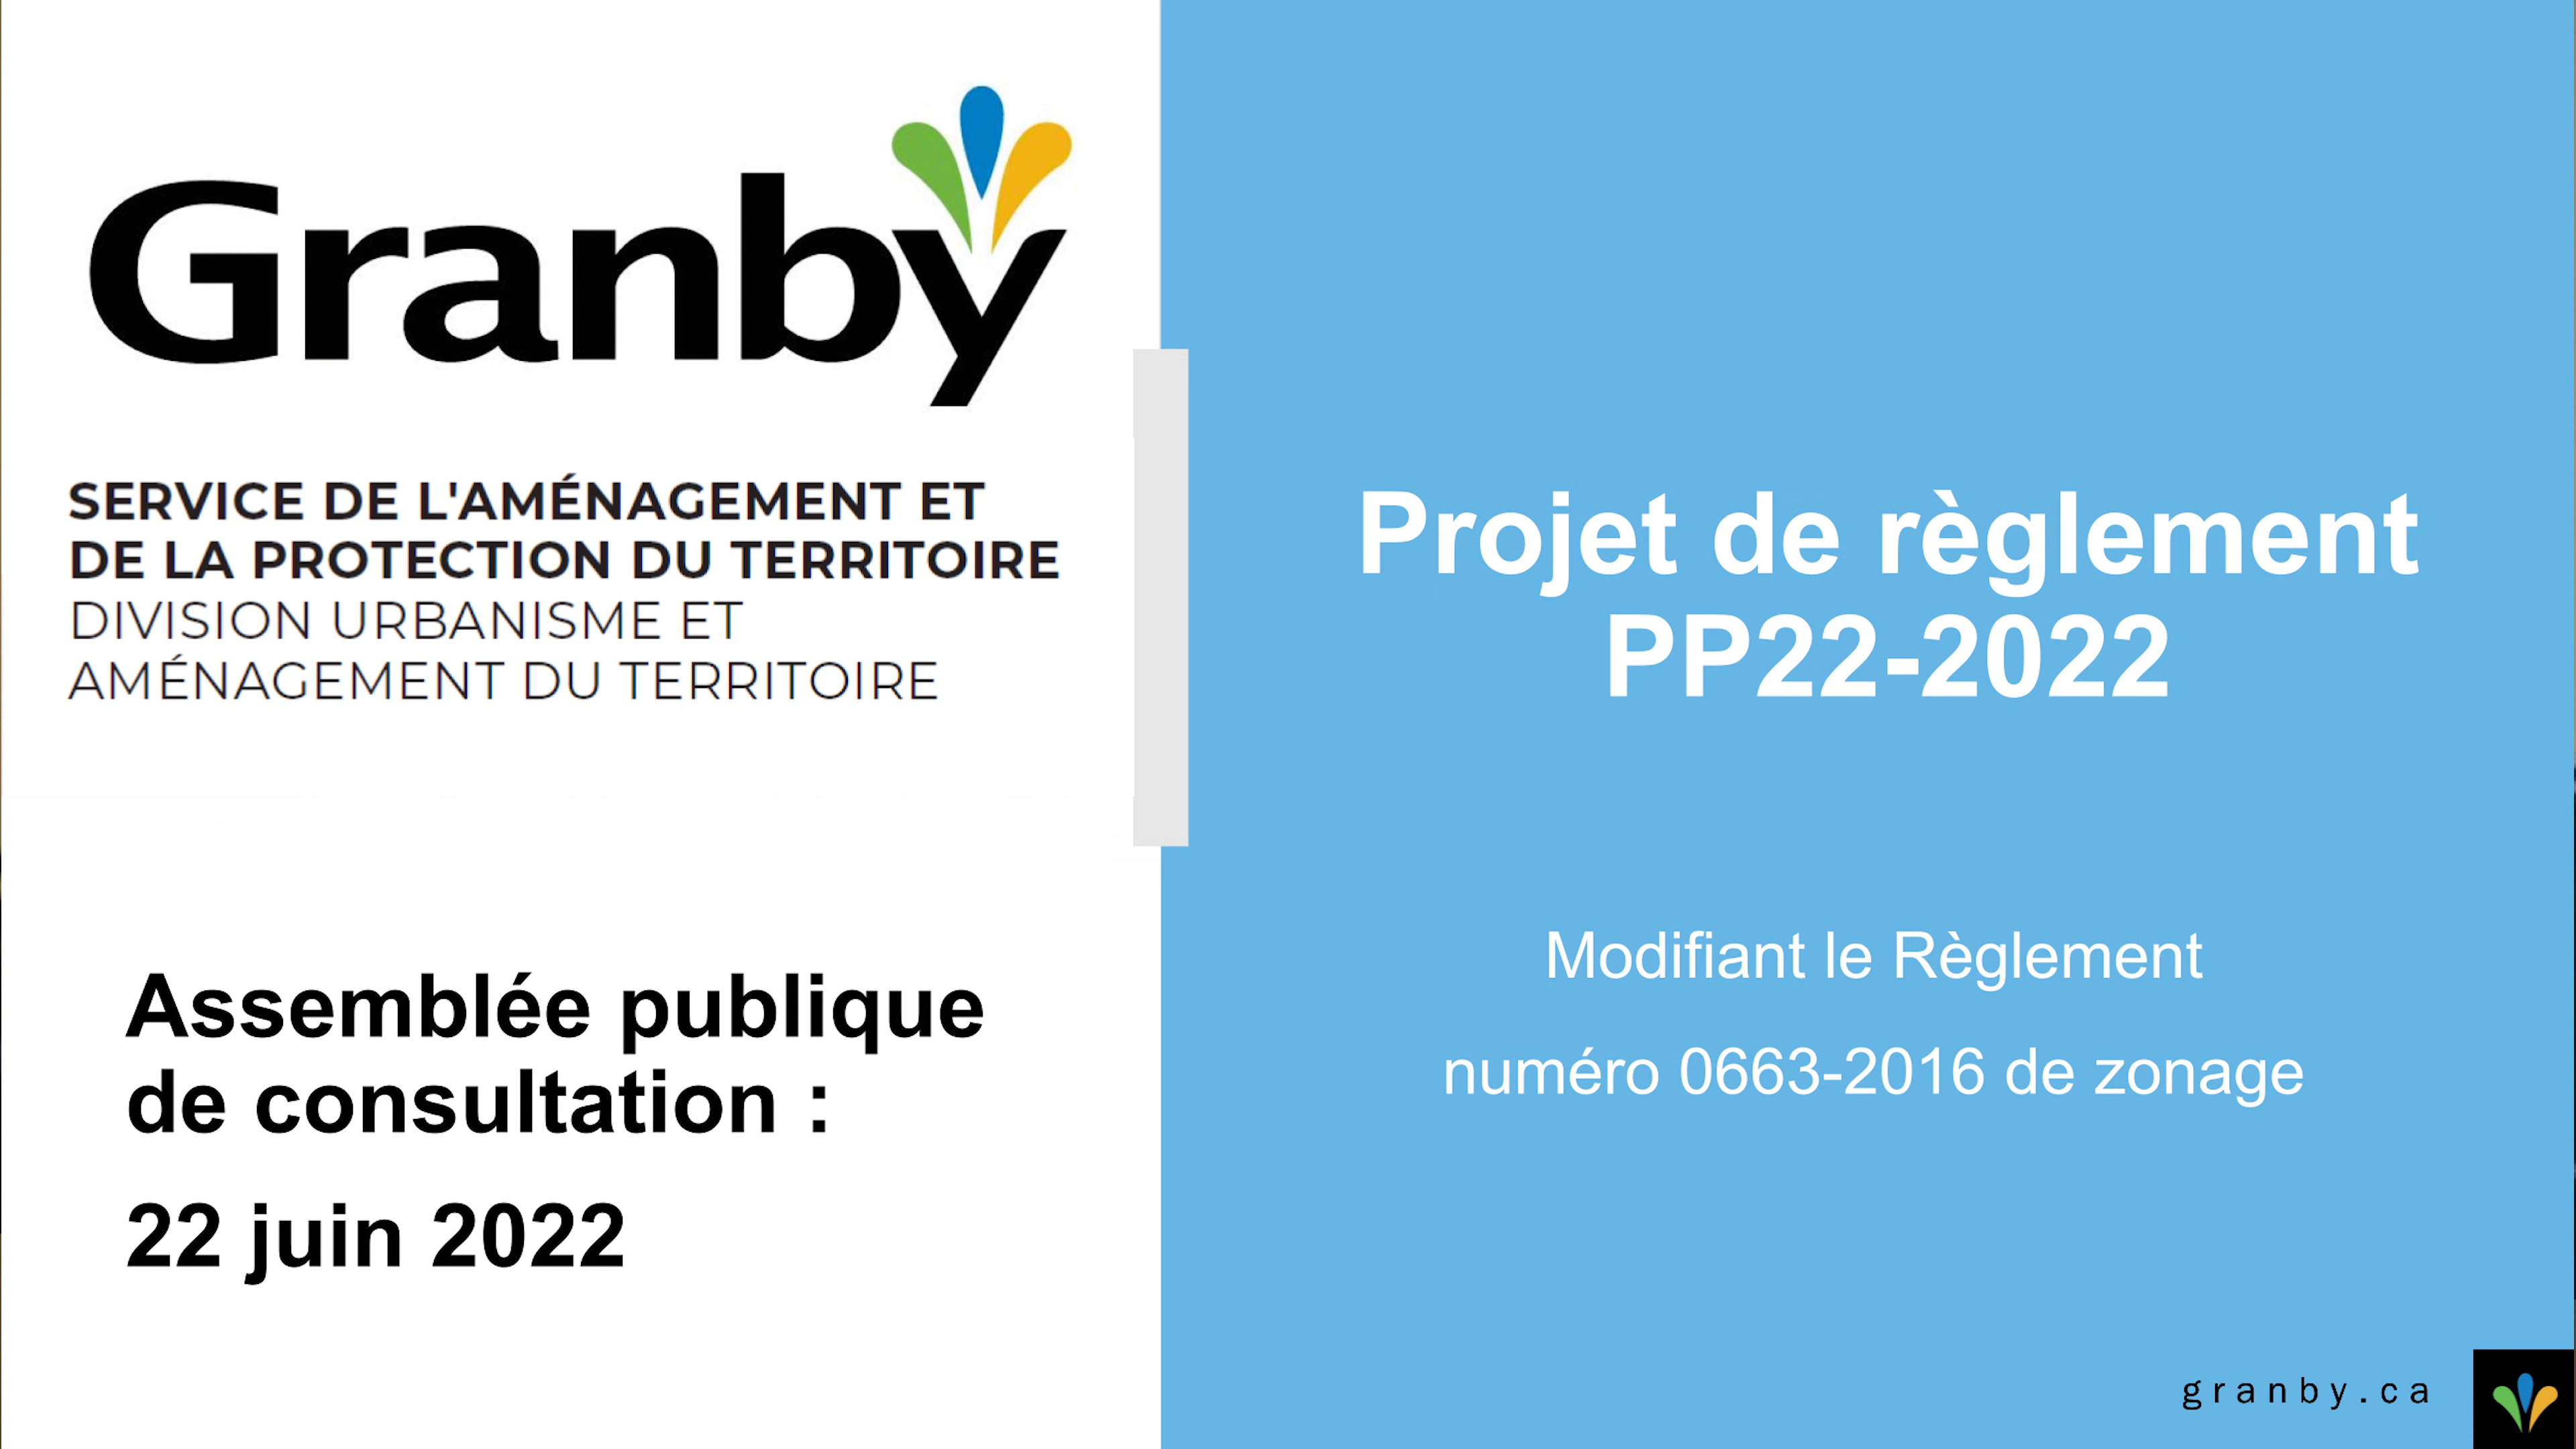 Granby
SERVICE DE L'AMÉNAGEMENT ET
DE LA PROTECTION DU TERRITOIRE
DIVISION URBANISME ET
AMÉNAGEMENT DU TERRITOIRE
Assemblée publique
de consultation :
22 juin 2022
Projet de règlement
PP22-2022
Modifiant le Règlement
numéro 0663-2016 de zonage
granby.ca